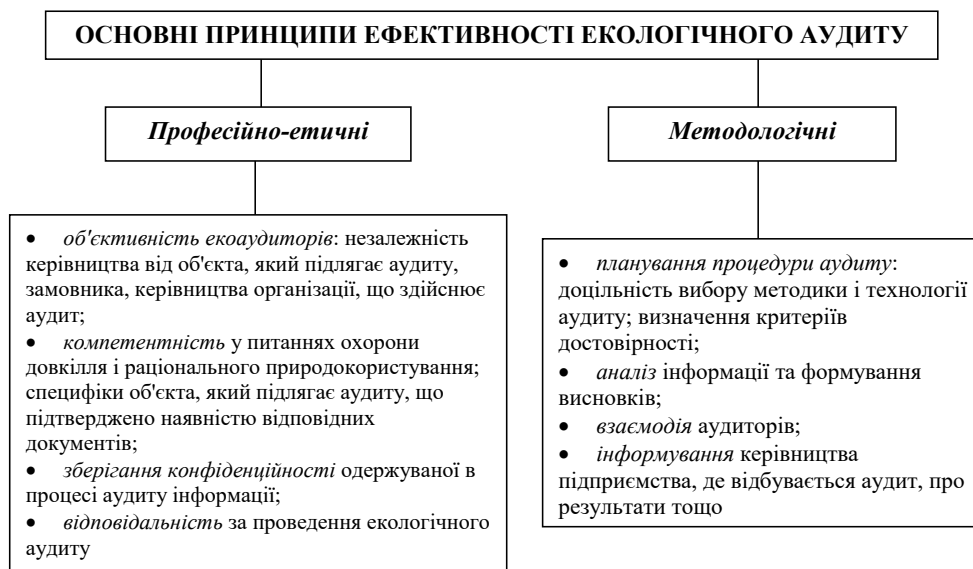 ОСНОВНІ ПРИНЦИПИ ЕФЕКТИВНОСТІ ЕКОЛОГІЧНОГО АУДИТУ
Професійно-етичні
• об'єктивність екоаудиторів: незалежність
керівництва від об'єкта, який підлягає аудиту,
замовника, керівництва організації, що здійснює
аудит;
• компетентність у питаннях охорони
довкілля і раціонального природокористування;
специфіки об'єкта, який підлягає аудиту, що
підтверджено наявністю відповідних
документів;
• зберігання конфіденційності одержуваної в
процесі аудиту інформації;
• відповідальність за проведення екологічного
аудиту
Методологічні
• планування процедури аудиту:
доцільність вибору методики і технології
аудиту; визначення критеріїв
достовірності;
• аналіз інформації та формування
висновків;
• взаємодія аудиторів;
• інформування керівництва
підприємства, де відбувається аудит, про
результати тощо